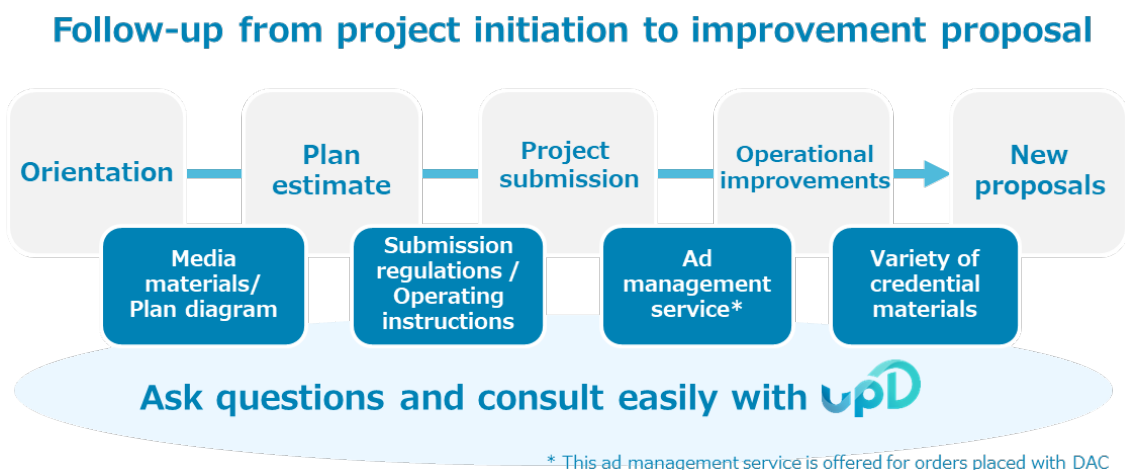 Follow-up from project initiation to improvement proposal
Orientation
Plan
estimate
Project
submission
Operational
improvements
New
proposals
Media
materials/
Plan diagram
Submission
regulations /
Operating
instructions
Ad
management
service*
Variety of
credential
materials
Ask questions and consult easily with upD
* This ad management service is offered for orders placed with DAC